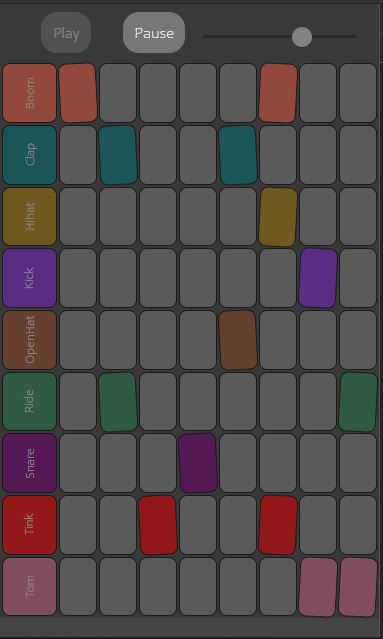 Play Pause
Boom
Clap
Hihat
Kick
OpenHat
Ride
Snare
Tink
Tom